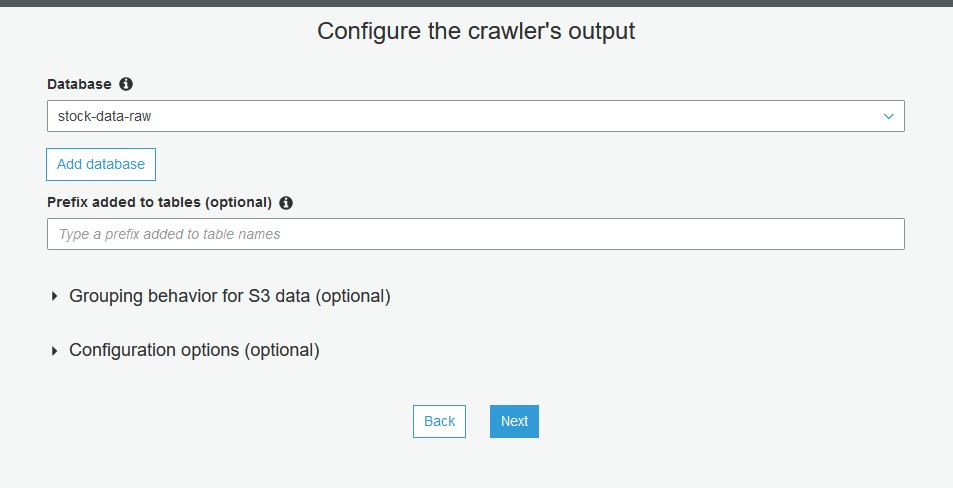 Configure the crawler's output
Database
stock-data-raw
Add database
Prefix added to tables (optional)
Type a prefix added to table names
Grouping behavior for S3 data (optional)
Configuration options (optional)
Back
Next